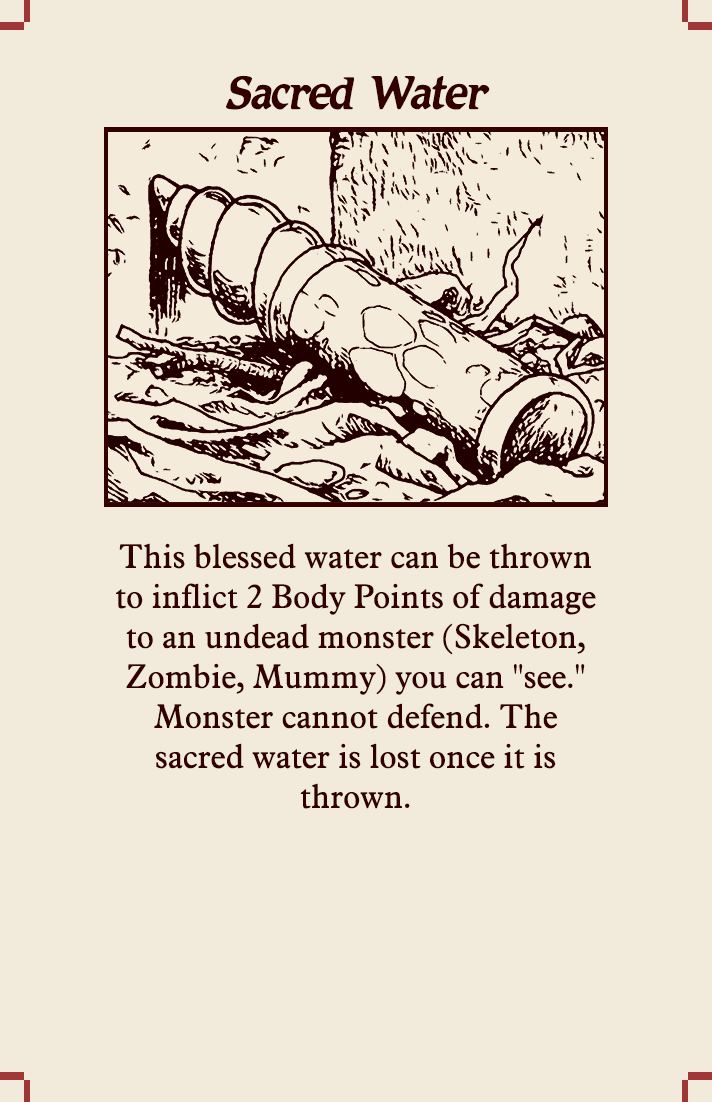 Sacred Water
This blessed water can be thrown
to inflict 2 Body Points of damage
to an undead monster (Skeleton,
Zombie, Mummy) you can "see."
Monster cannot defend. The
sacred water is lost once it is
thrown.